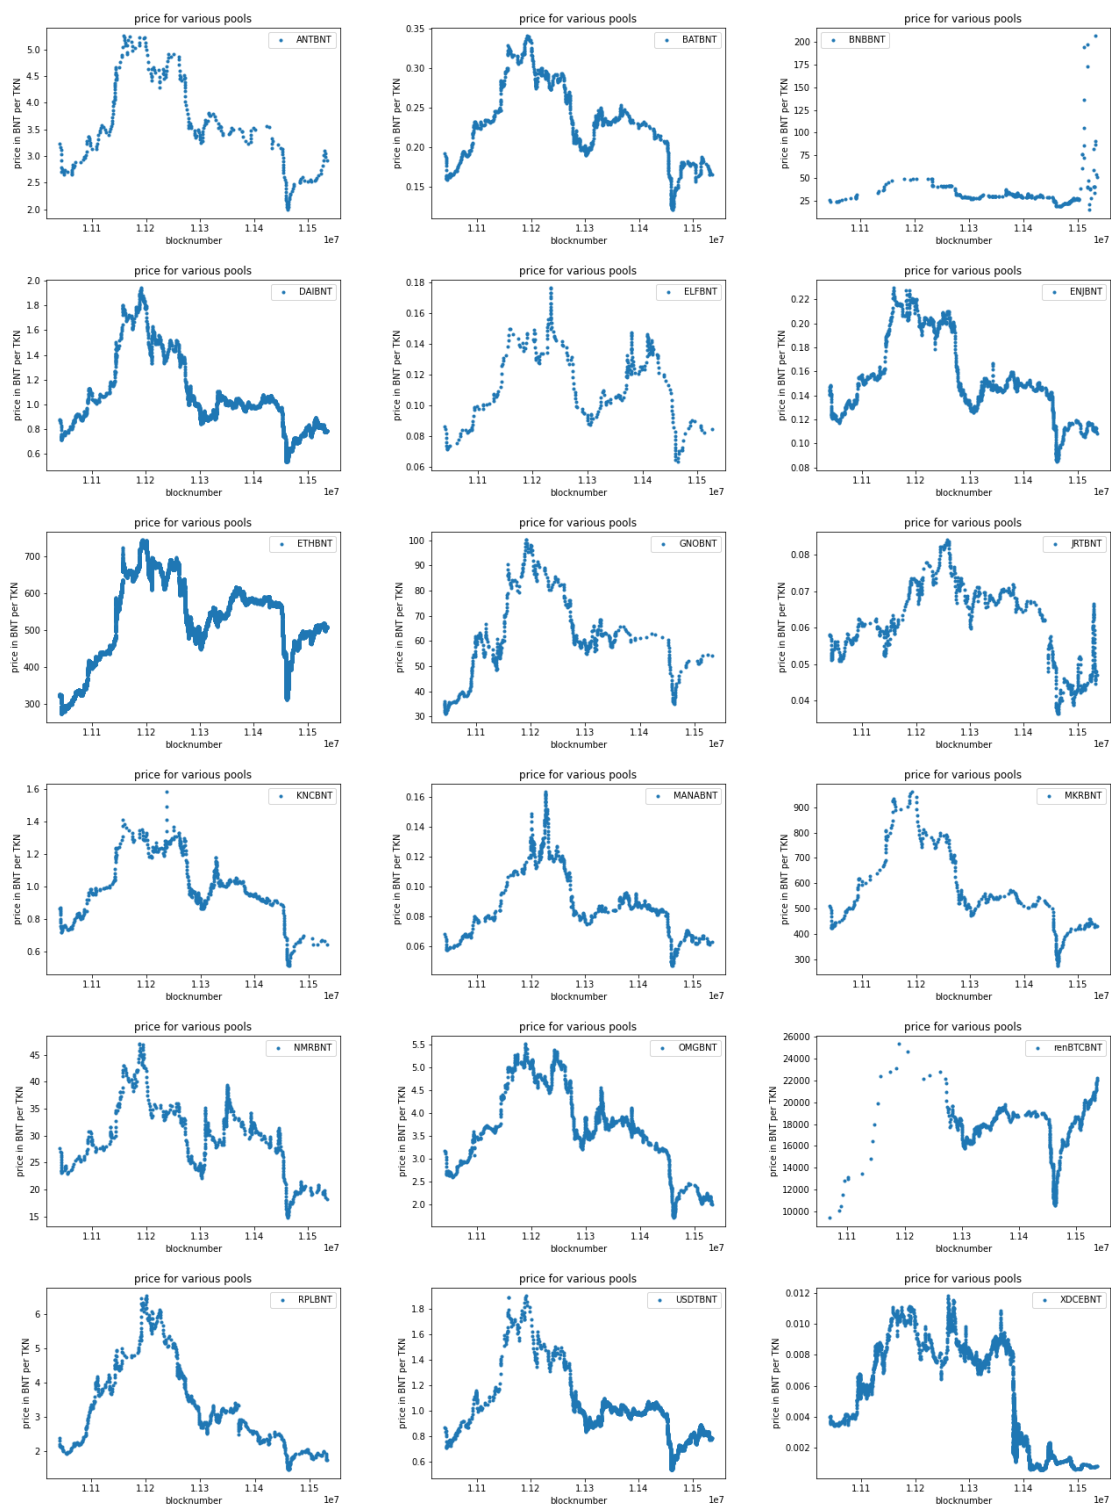 price for various pools
price for various pools
price for various pools
ANTBNT
BATBNT
BNBBNT
price in BNT per TKN
5.0
4.5
4.0
3.5
3.0
2.5
2.0
price in BNT per TKN
0.35
0.30
0.25
0.20
0.15
price in BNT per TKN
200
175
150
125
100
75
50
25
1.11 1.12 1.13 1.14 1.15
blocknumber 1e7
1.11 1.12 1.13 1.14 1.15
blocknumber 1e7
1.11 1.12 1.13 1.14 1.15
blocknumber 1e7
price for various pools
price for various pools
price for various pools
DAIBNT
ELFBNT
ENJBNT
price in BNT per TKN
2.0
1.8
1.6
1.4
1.2
1.0
0.8
0.6
price in BNT per TKN
0.18
0.16
0.14
0.12
0.10
0.08
0.06
price in BNT per TKN
0.22
0.20
0.18
0.16
0.14
0.12
0.10
0.08
1.11 1.12 1.13 1.14 1.15
blocknumber 1e7
1.11 1.12 1.13 1.14 1.15
blocknumber 1e7
1.11 1.12 1.13 1.14 1.15
blocknumber 1e7
price for various pools
price for various pools
price for various pools
ETHBNT
GNOBNT
JRTBNT
price in BNT per TKN
700
600
500
400
300
price in BNT per TKN
100
90
80
70
60
50
40
30
price in BNT per TKN
0.08
0.07
0.06
0.05
0.04
1.11 1.12 1.13 1.14 1.15
blocknumber 1e7
1.11 1.12 1.13 1.14 1.15
blocknumber 1e7
1.11 1.12 1.13 1.14 1.15
blocknumber 1e7
price for various pools
price for various pools
price for various pools
KNCBNT
MANABNT
MKRBNT
price in BNT per TKN
1.6
1.4
1.2
1.0
0.8
0.6
price in BNT per TKN
0.16
0.14
0.12
0.10
0.08
0.06
price in BNT per TKN
900
800
700
600
500
400
300
1.11 1.12 1.13 1.14 1.15
blocknumber 1e7
1.11 1.12 1.13 1.14 1.15
blocknumber 1e7
1.11 1.12 1.13 1.14 1.15
blocknumber 1e7
price for various pools
price for various pools
price for various pools
NMRBNT
OMGBNT
renBTCBNT
price in BNT per TKN
45
40
35
30
25
20
15
price in BNT per TKN
5.5
5.0
4.5
4.0
3.5
3.0
2.5
2.0
price in BNT per TKN
26000
24000
22000
20000
18000
16000
14000
12000
10000
1.11 1.12 1.13 1.14 1.15
blocknumber 1e7
1.11 1.12 1.13 1.14 1.15
blocknumber 1e7
1.11 1.12 1.13 1.14 1.15
blocknumber 1e7
price for various pools
price for various pools
price for various pools
RPLBNT
USDTBNT
XDCEBNT
price in BNT per TKN
6
5
4
3
2
price in BNT per TKN
1.8
1.6
1.4
1.2
1.0
0.8
0.6
price in BNT per TKN
0.012
0.010
0.008
0.006
0.004
0.002
1.11 1.12 1.13 1.14 1.15
blocknumber 1e7
1.11 1.12 1.13 1.14 1.15
blocknumber 1e7
1.11 1.12 1.13 1.14 1.15
blocknumber 1e7